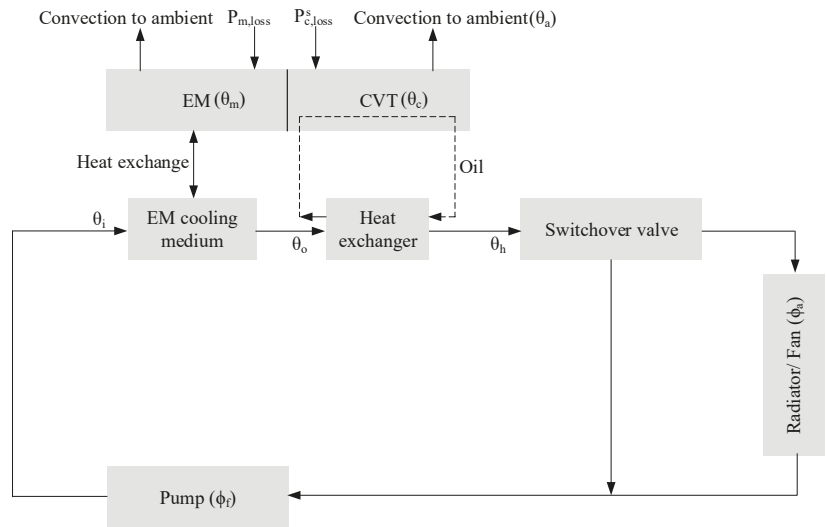 Convection to ambient
P_m,loss
P^s_c,loss
Convection to ambient(θ_a)
EM (θ_m)
CVT (θ_c)
Heat exchange
Oil
θ_i
EM cooling
medium
θ_o
Heat
exchanger
θ_h
Switchover valve
Radiator/ Fan (ϕ_a)
Pump (ϕ_f)